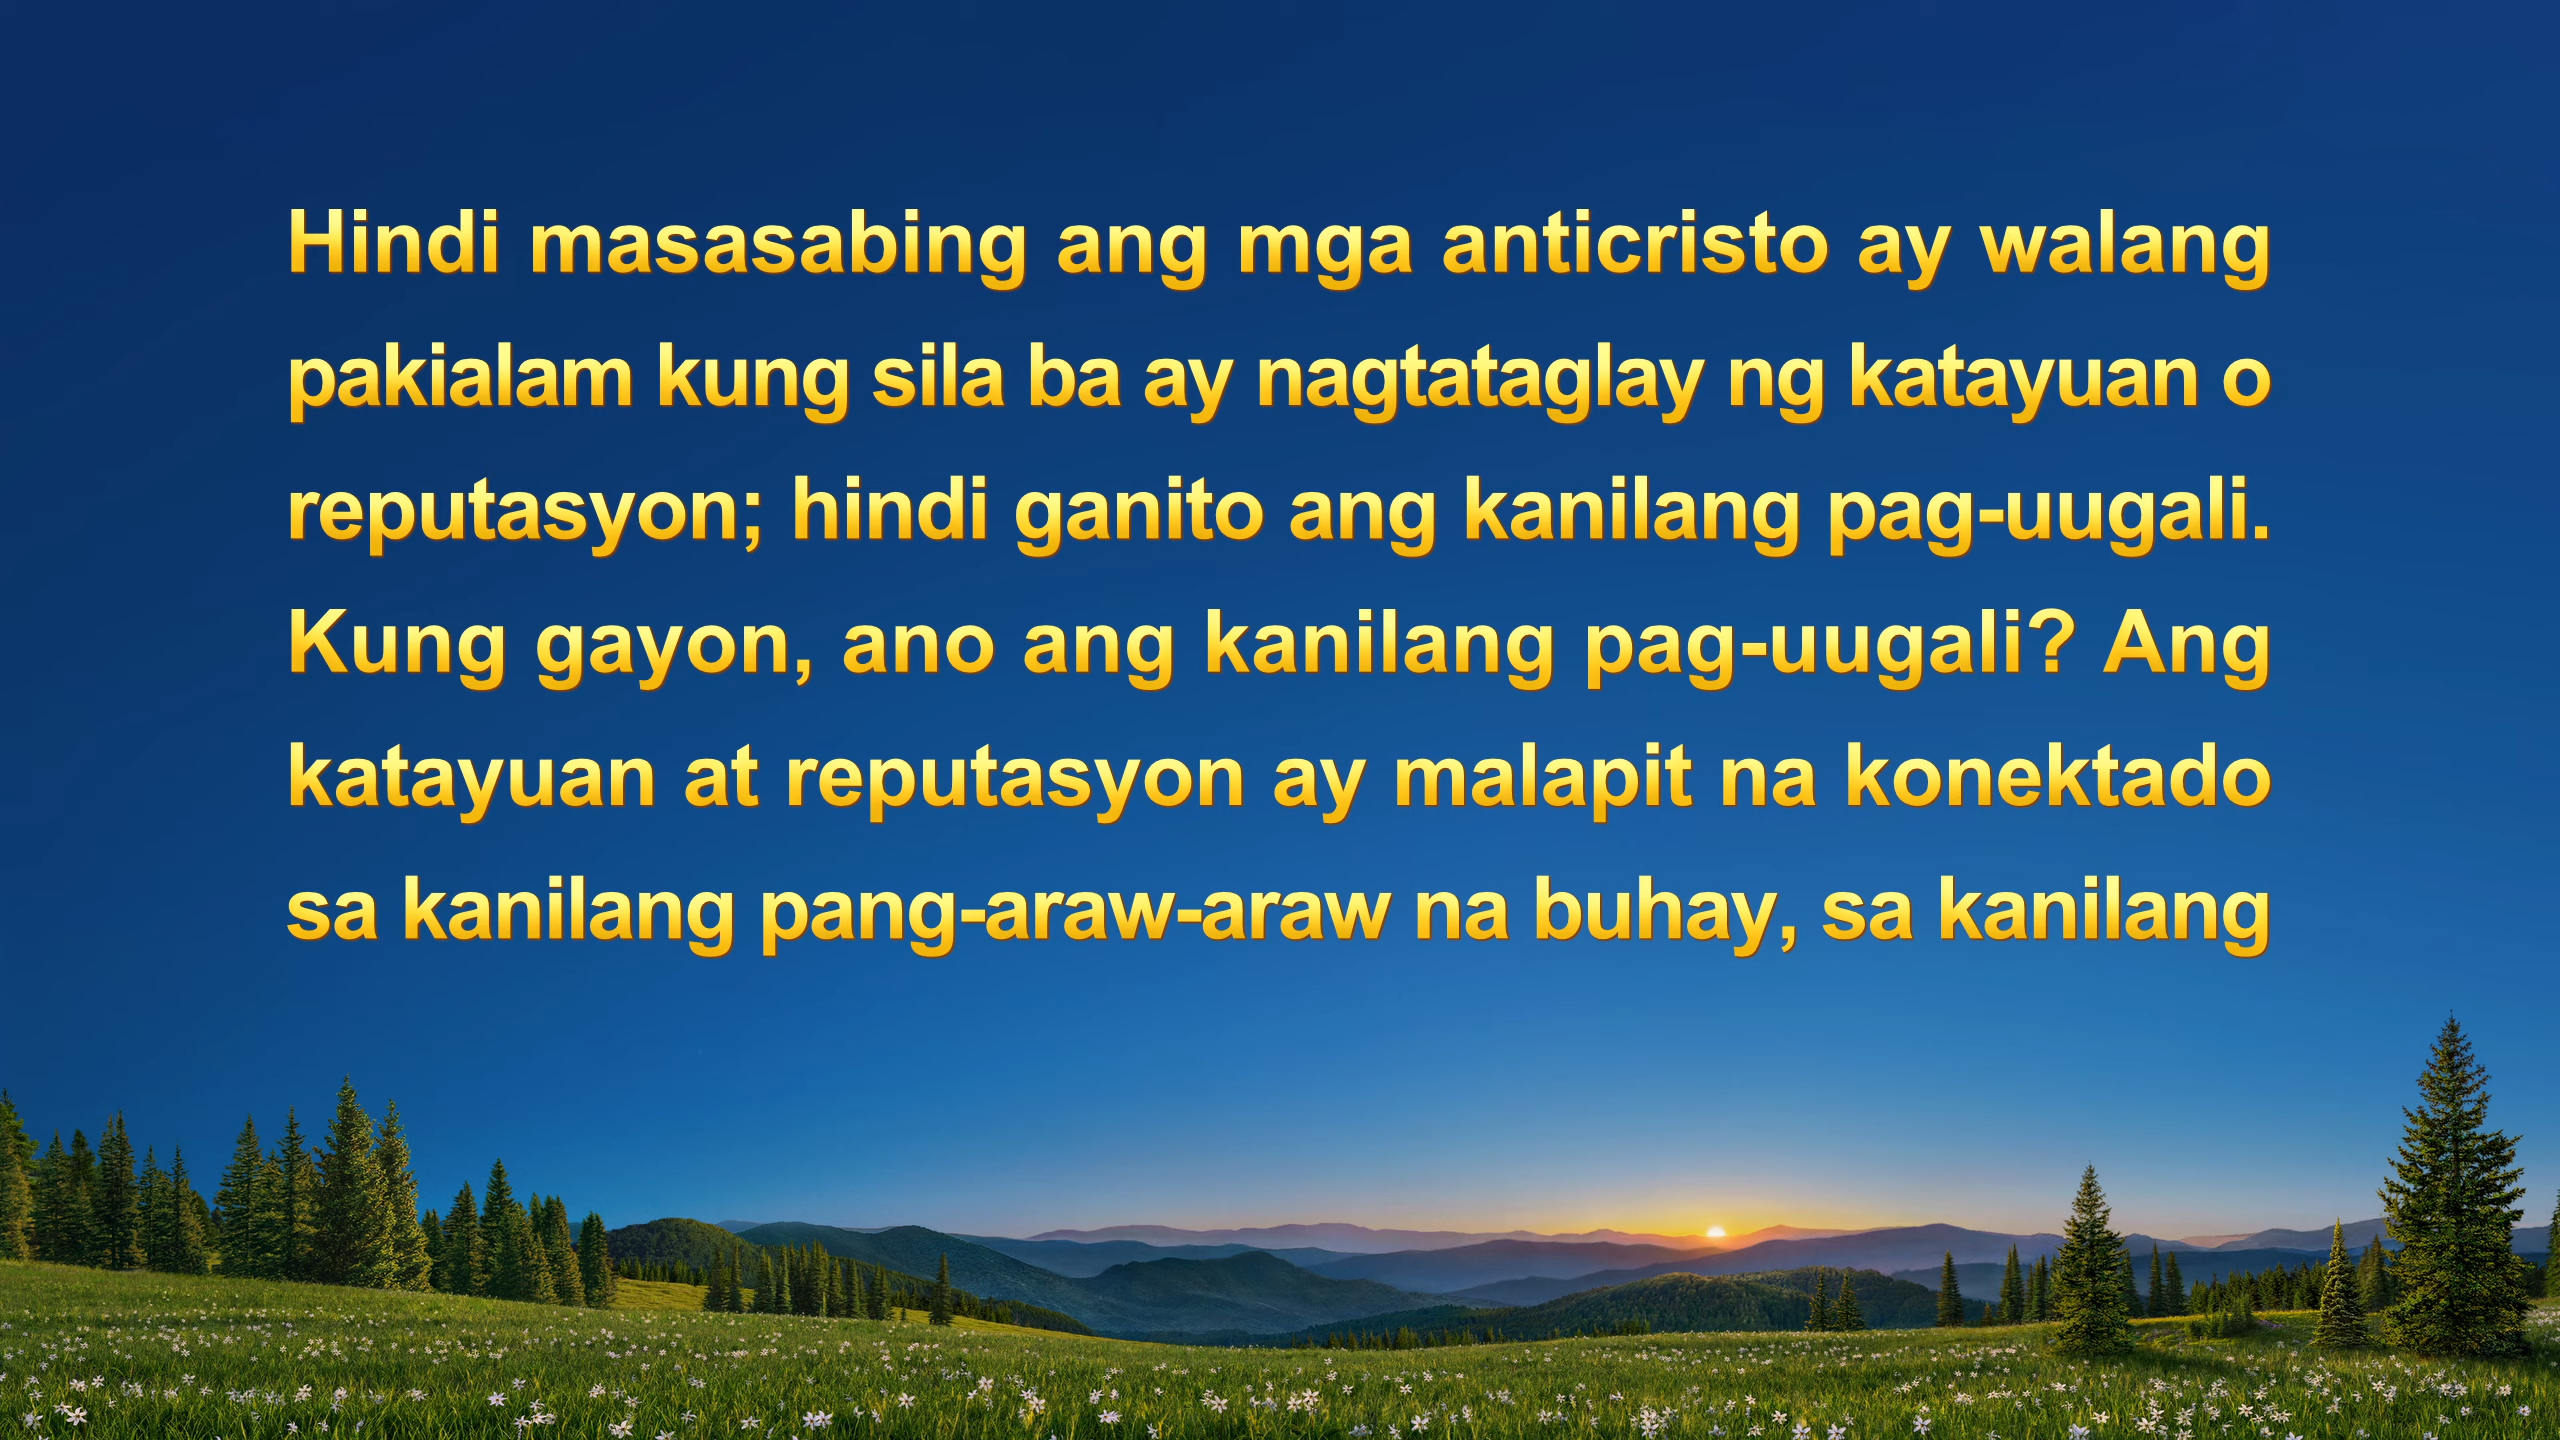 Hindi masasabing ang mga anticristo ay walang
pakialam kung sila ba ay nagtataglay ng katayuan o
reputasyon; hindi ganito ang kanilang pag-uugali.
Kung gayon, ano ang kanilang pag-uugali? Ang
katayuan at reputasyon ay malapit na konektado
sa kanilang pang-araw-araw na buhay, sa kanilang